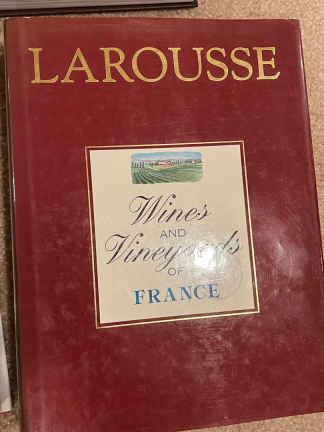 LAROUSSE
Wines
AND
Vineyards
OF
FRANCE